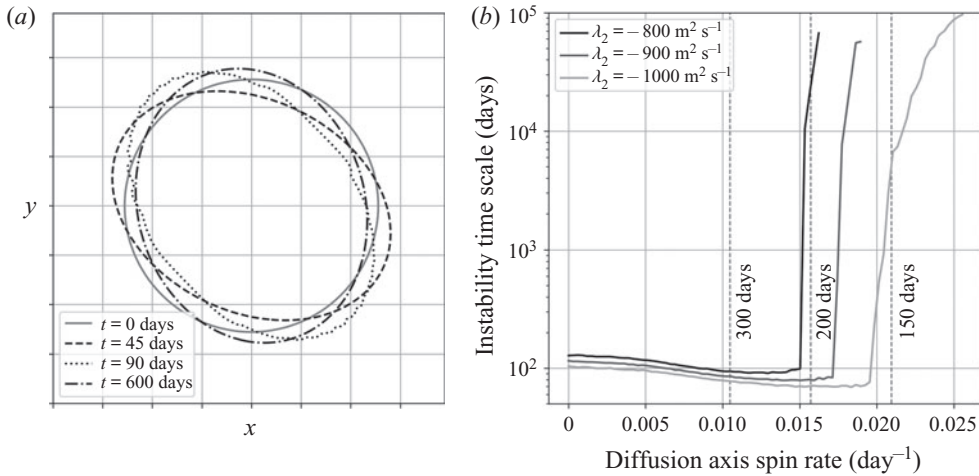 (a)
y
x
t = 0 days
t = 45 days
t = 90 days
t = 600 days
(b)
Instability time scale (days)
10⁵
10⁴
10³
10²
λ₂ = − 800 m² s⁻¹
λ₂ = − 900 m² s⁻¹
λ₂ = − 1000 m² s⁻¹
300 days
200 days
150 days
0 0.005 0.010 0.015 0.020 0.025
Diffusion axis spin rate (day⁻¹)